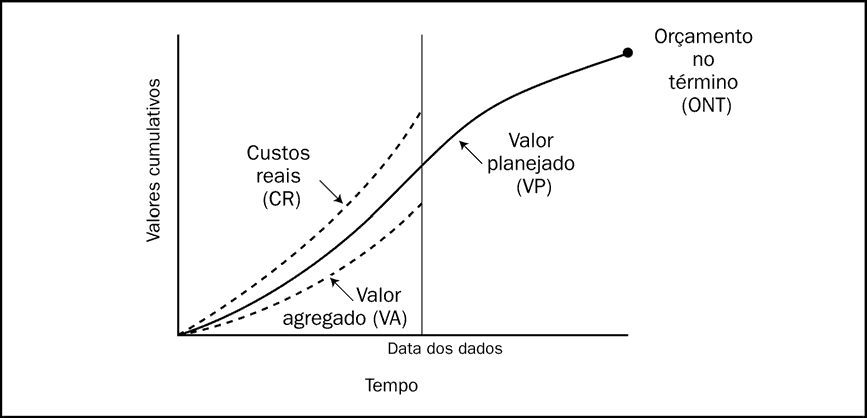 Orçamento
no
término
(ONT)
Valor
planejado
(VP)
Custos
reais
(CR)
Valores cumulativos
Valor
agregado (VA)
Data dos dados
Tempo